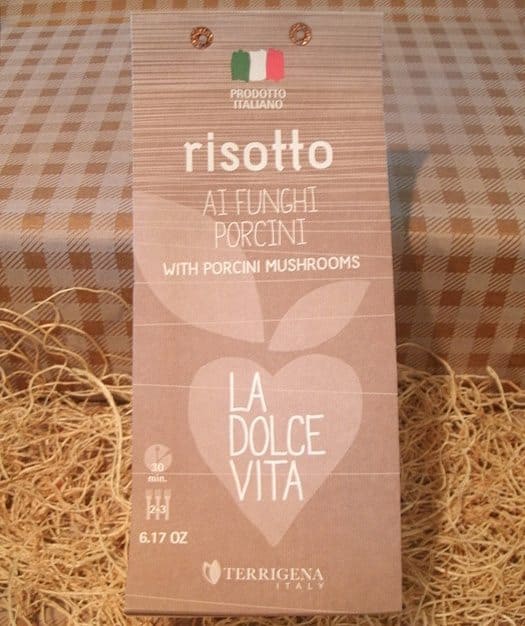 PRODOTTO
ITALIANO
risotto
AI FUNGHI
PORCINI
WITH PORCINI MUSHROOMS
LA
DOLCE
VITA
30
min.
2-3
6.17 OZ
TERRIGENA
ITALY